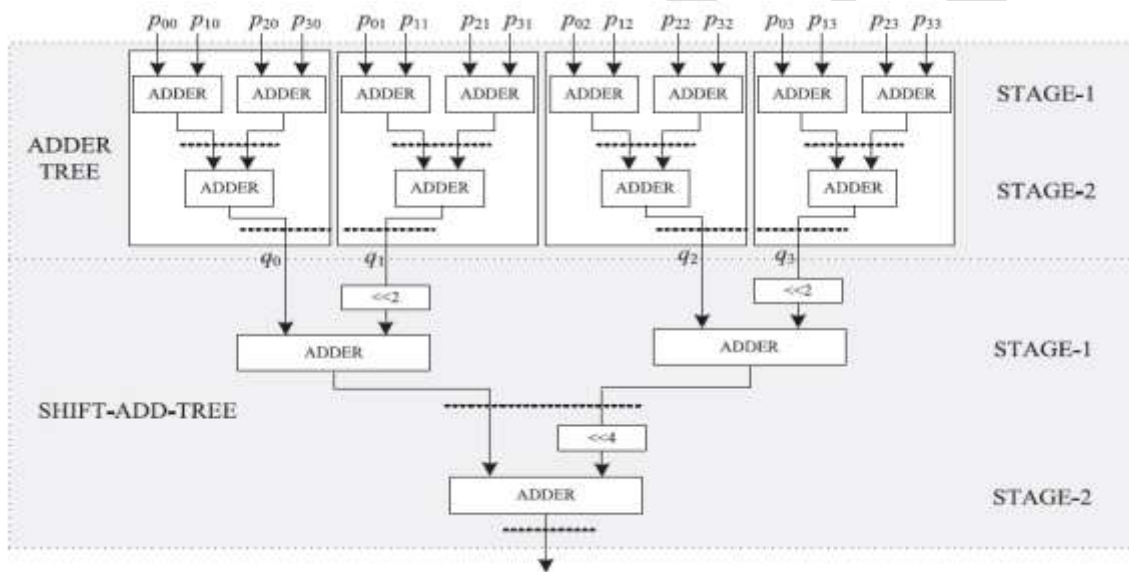 p00 p10 p20 p30 p01 p11 p21 p31 p02 p12 p22 p32 p03 p13 p23 p33
ADDER ADDER ADDER ADDER ADDER ADDER ADDER ADDER STAGE-1
ADDER
TREE
ADDER ADDER ADDER ADDER STAGE-2
q0 q1 q2 q3
<<2 <<2
ADDER ADDER STAGE-1
SHIFT-ADD-TREE
<<4
ADDER STAGE-2